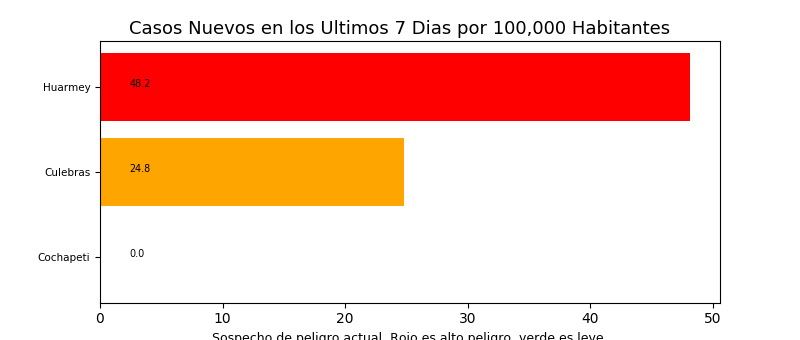 Casos Nuevos en los Ultimos 7 Dias por 100,000 Habitantes
Huarmey
48.2
Culebras
24.8
Cochapeti
0.0
0 10 20 30 40 50
Sospecho de peligro actual. Rojo es alto peligro, verde es leve